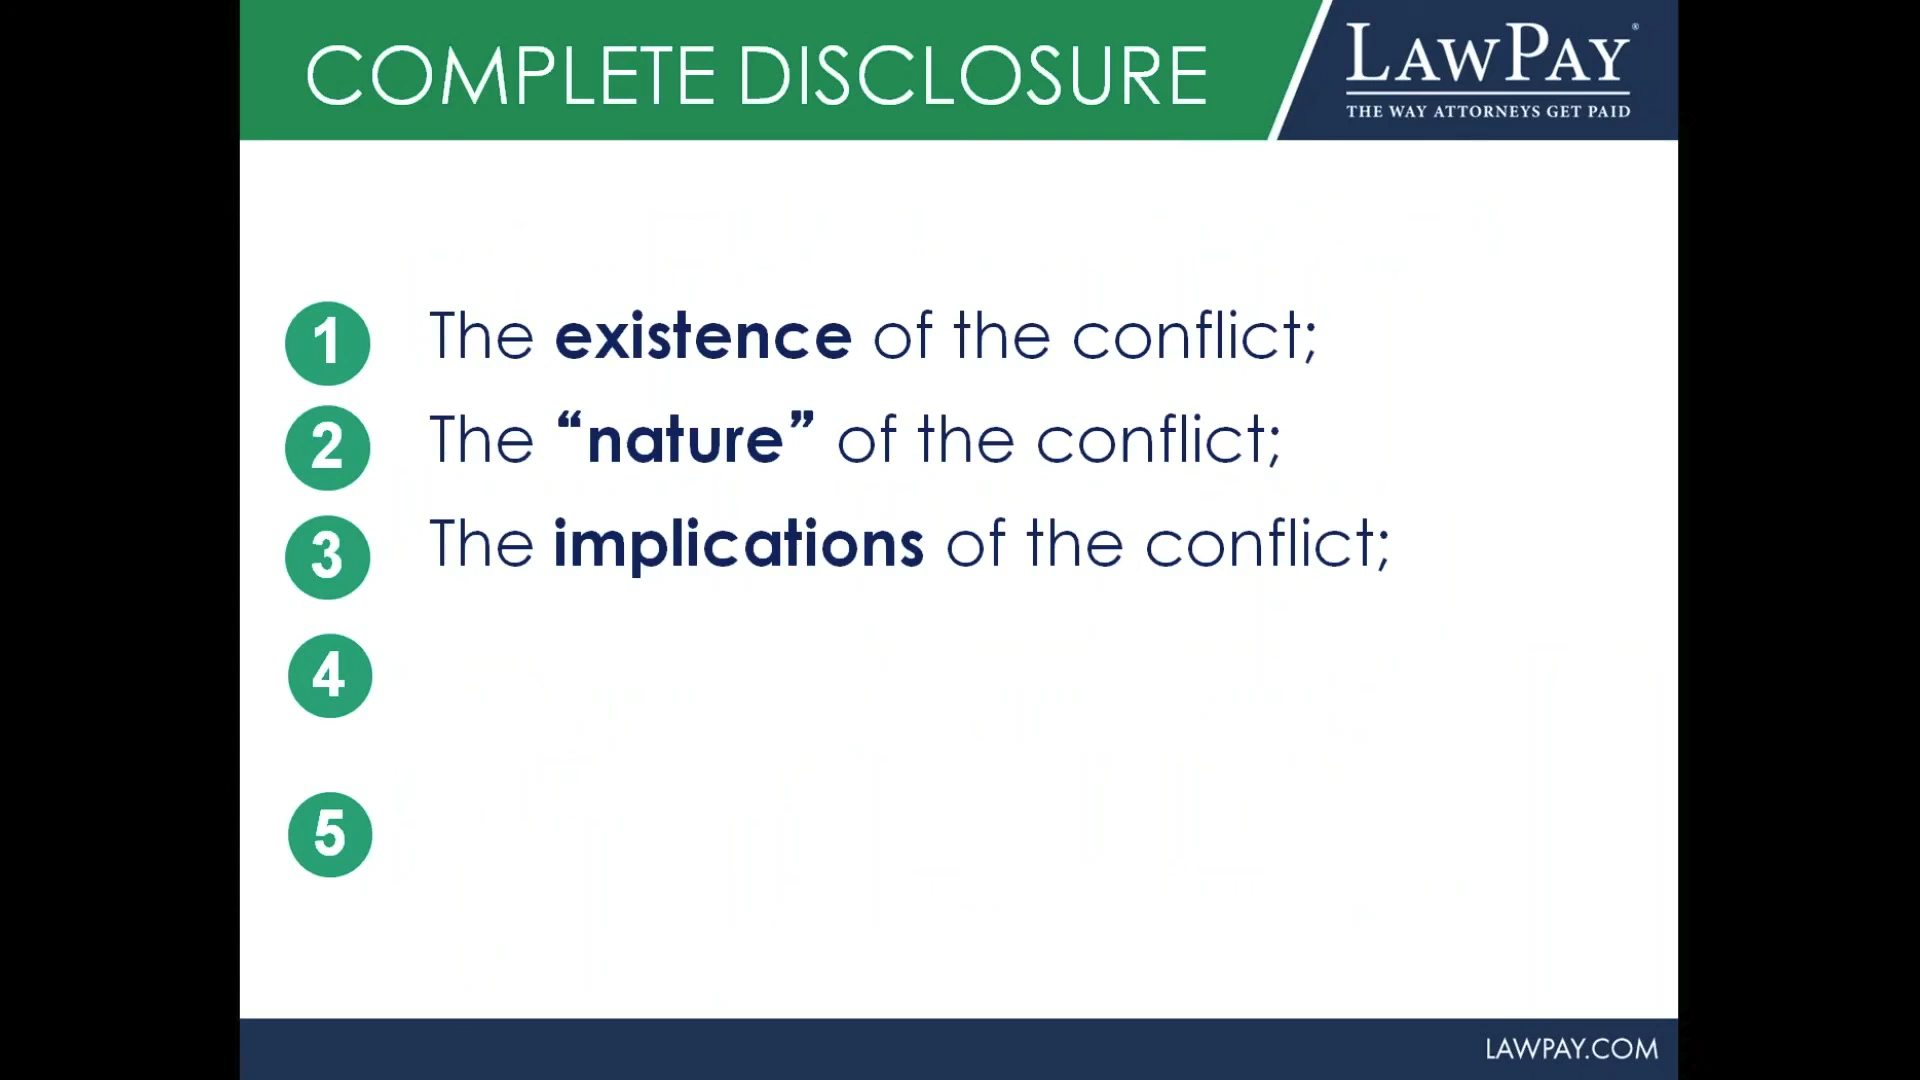 COMPLETE DISCLOSURE
LAWPAY®
THE WAY ATTORNEYS GET PAID
1 The existence of the conflict;
2 The “nature” of the conflict;
3 The implications of the conflict;
4
5
LAWPAY.COM